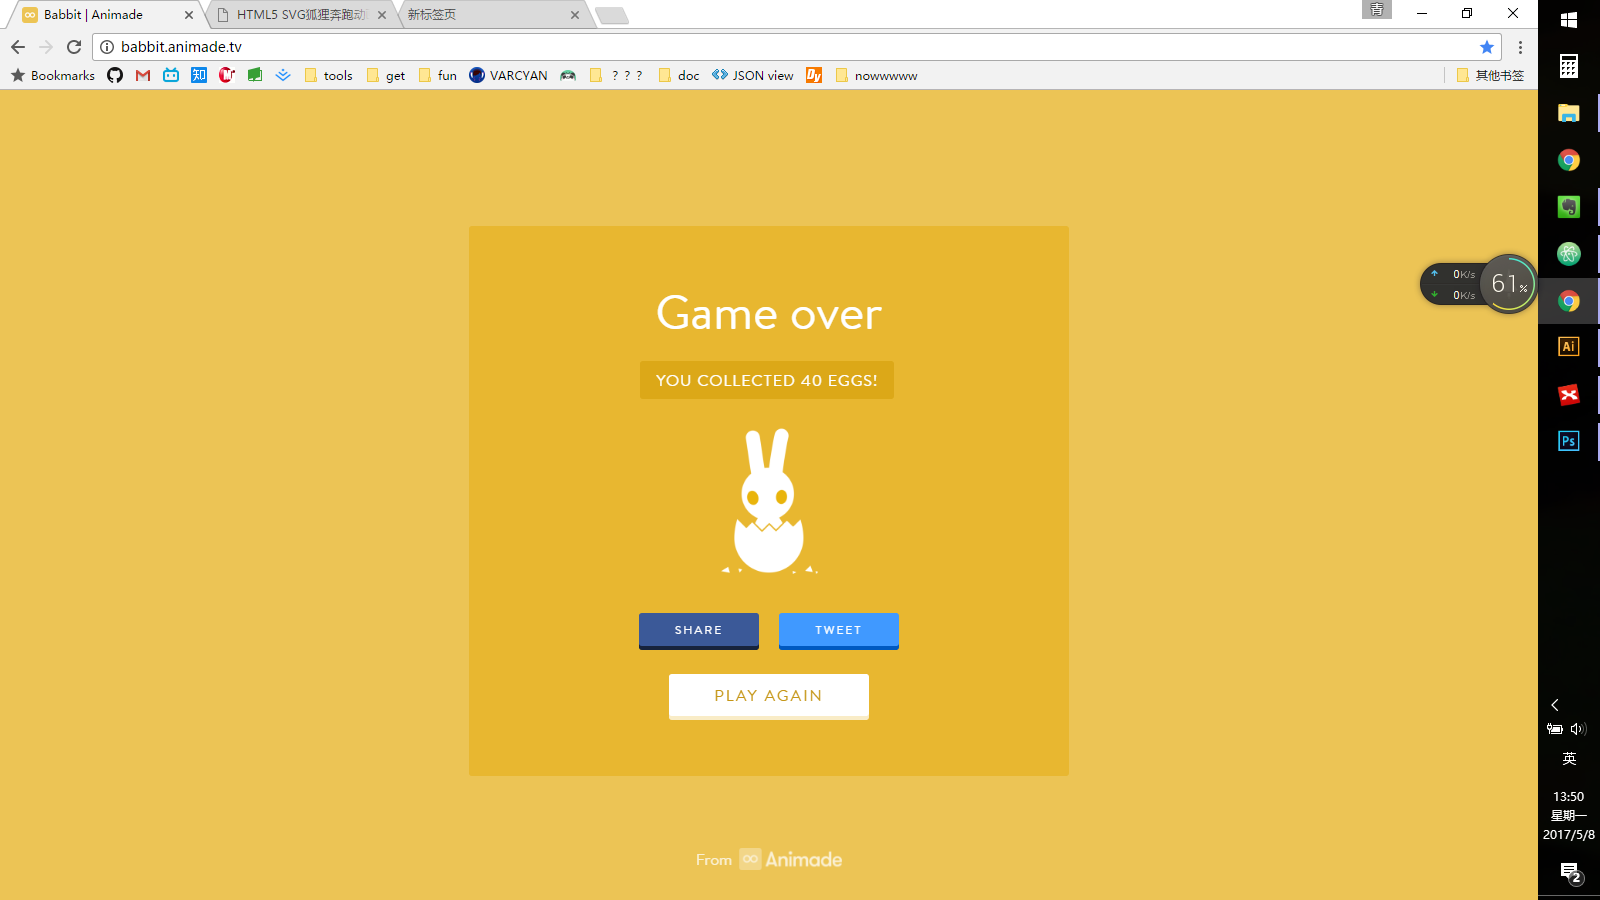 Babbit | Animade
HTML5 SVG狐狸奔跑动
新标签页
青
babbit.animade.tv
Bookmarks
知
tools
get
fun
VARCYAN
? ? ?
doc
JSON view
Dy
nowwwww
其他书签
Game over
YOU COLLECTED 40 EGGS!
SHARE
TWEET
PLAY AGAIN
From Animade
0K/s
0K/s
61%
Ai
Ps
英
13:50
星期一
2017/5/8
2